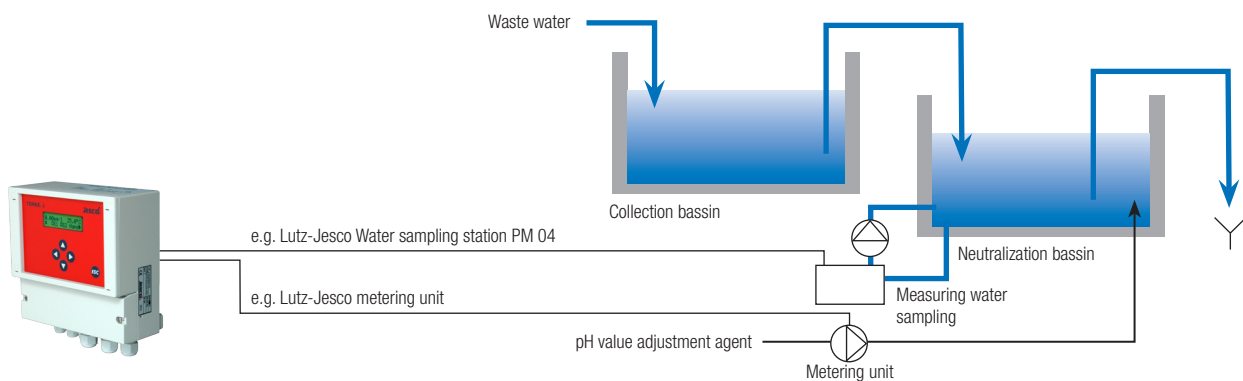 Waste water
Collection bassin
Neutralization bassin
e.g. Lutz-Jesco Water sampling station PM 04
Measuring water
sampling
e.g. Lutz-Jesco metering unit
pH value adjustment agent
Metering unit
ESC